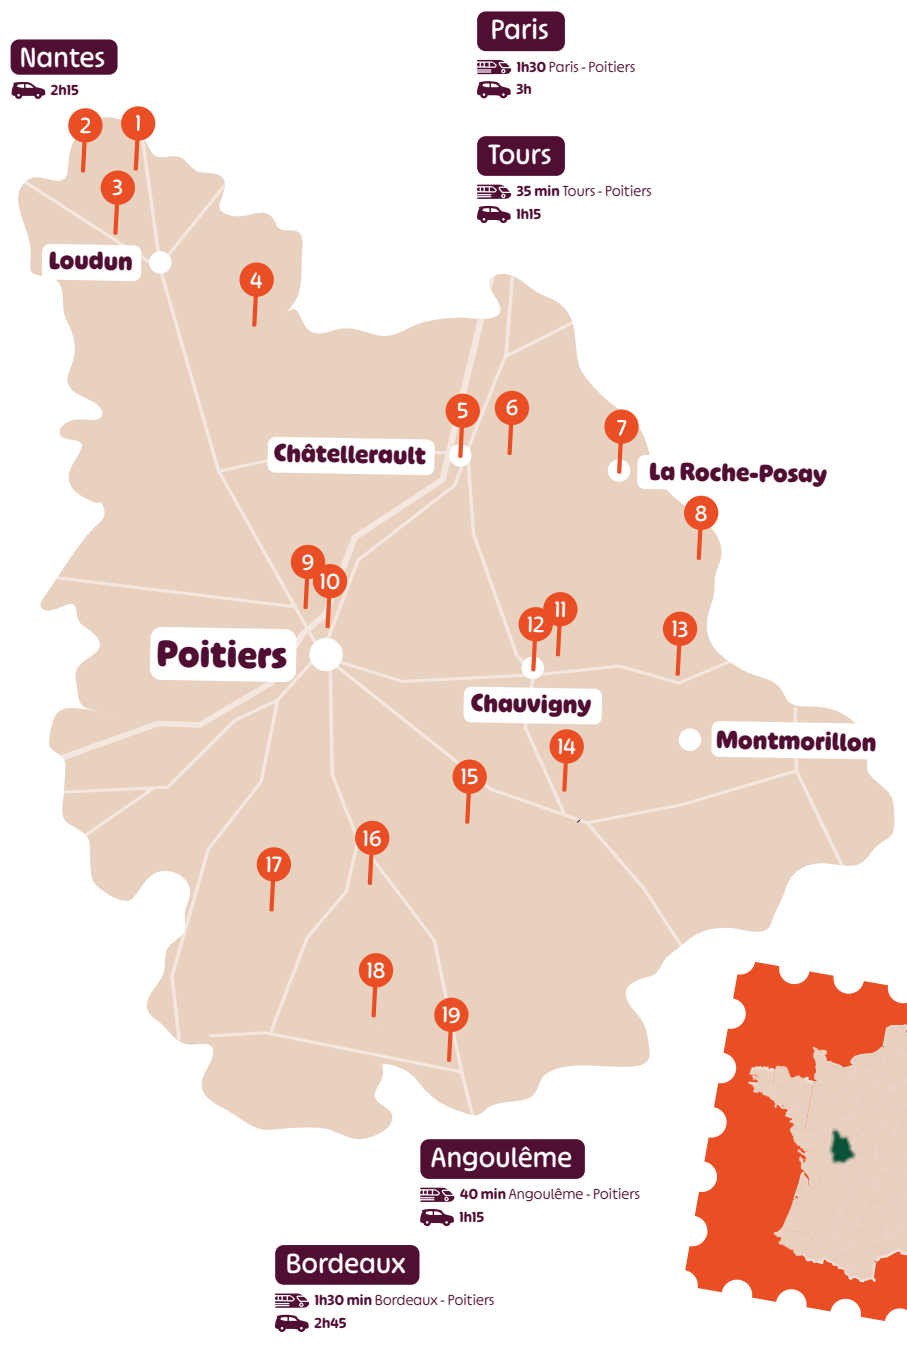 Paris
1h30 Paris - Poitiers
3h
Nantes
2h15
Tours
35 min Tours - Poitiers
1h15
2
1
3
Loudun
4
5
6
7
Châtellerault
La Roche-Posay
8
9
10
11
12
13
Poitiers
Chauvigny
Montmorillon
14
15
16
17
18
19
Angoulême
40 min Angoulême - Poitiers
1h15
Bordeaux
1h30 min Bordeaux - Poitiers
2h45